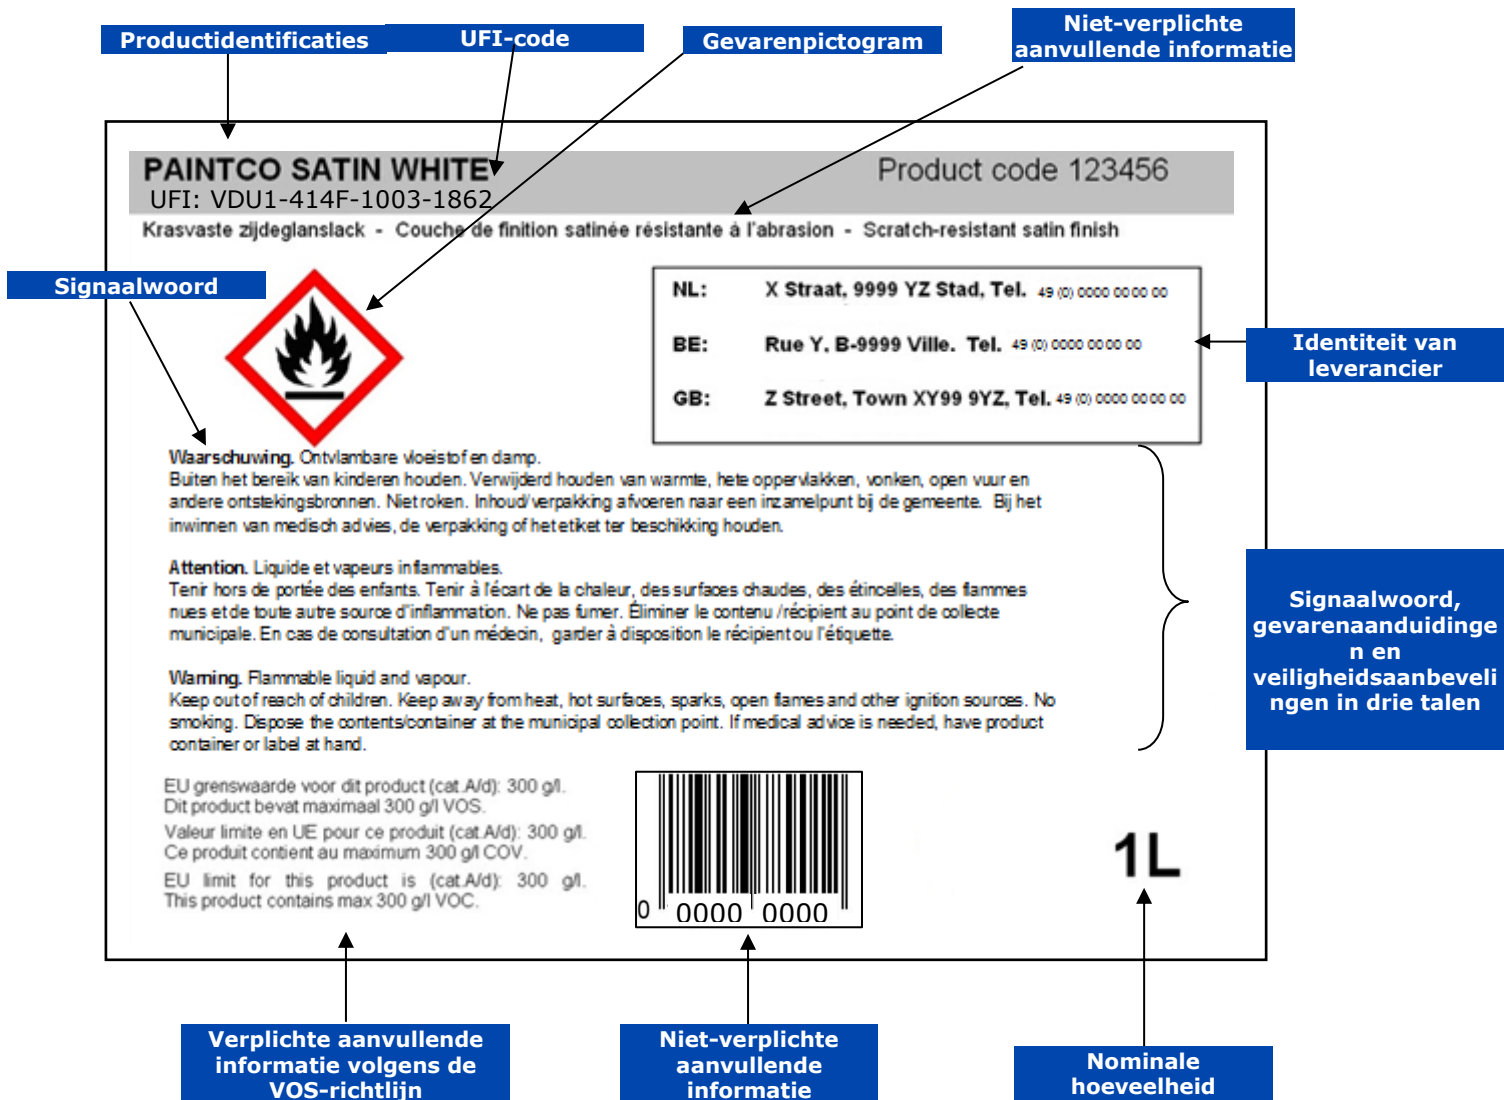 Productidentificaties
UFI-code
Gevarenpictogram
Niet-verplichte
aanvullende informatie
PAINTCO SATIN WHITE
Product code 123456
UFI: VDU1-414F-1003-1862
Krasvaste zijdeglanslack - Couche de finition satinée résistante à l'abrasion - Scratch-resistant satin finish
Signaalwoord
NL: X Straat, 9999 YZ Stad, Tel. 49 (0) 0000 00 00 00
BE: Rue Y, B-9999 Ville. Tel. 49 (0) 0000 00 00 00
GB: Z Street, Town XY99 9YZ, Tel. 49 (0) 0000 00 00 00
Identiteit van
leverancier
Waarschuwing. Ontvlambare vloeistof en damp.
Buiten het bereik van kinderen houden. Verwijderd houden van warmte, hete oppervlakken, vonken, open vuur en
andere ontstekingsbronnen. Niet roken. Inhoud/verpakking afvoeren naar een inzamelpunt bij de gemeente. Bij het
inwinnen van medisch advies, de verpakking of het etiket ter beschikking houden.
Attention. Liquide et vapeurs inflammables.
Tenir hors de portée des enfants. Tenir à l'écart de la chaleur, des surfaces chaudes, des étincelles, des flammes
nues et de toute autre source d'inflammation. Ne pas fumer. Éliminer le contenu /récipient au point de collecte
municipale. En cas de consultation d'un médecin, garder à disposition le récipient ou l'étiquette.
Warning. Flammable liquid and vapour.
Keep out of reach of children. Keep away from heat, hot surfaces, sparks, open flames and other ignition sources. No
smoking. Dispose the contents/container at the municipal collection point. If medical advice is needed, have product
container or label at hand.
Signaalwoord,
gevarenaanduidinge
n en
veiligheidsaanbeveli
ngen in drie talen
EU grenswaarde voor dit product (cat.A/d): 300 g/l.
Dit product bevat maximaal 300 g/l VOS.
Valeur limite en UE pour ce produit (cat.A/d): 300 g/l.
Ce produit contient au maximum 300 g/l COV.
EU limit for this product is (cat.A/d): 300 g/l.
This product contains max 300 g/l VOC.
0 0000 0000
1L
Verplichte aanvullende
informatie volgens de
VOS-richtlijn
Niet-verplichte
aanvullende
informatie
Nominale
hoeveelheid